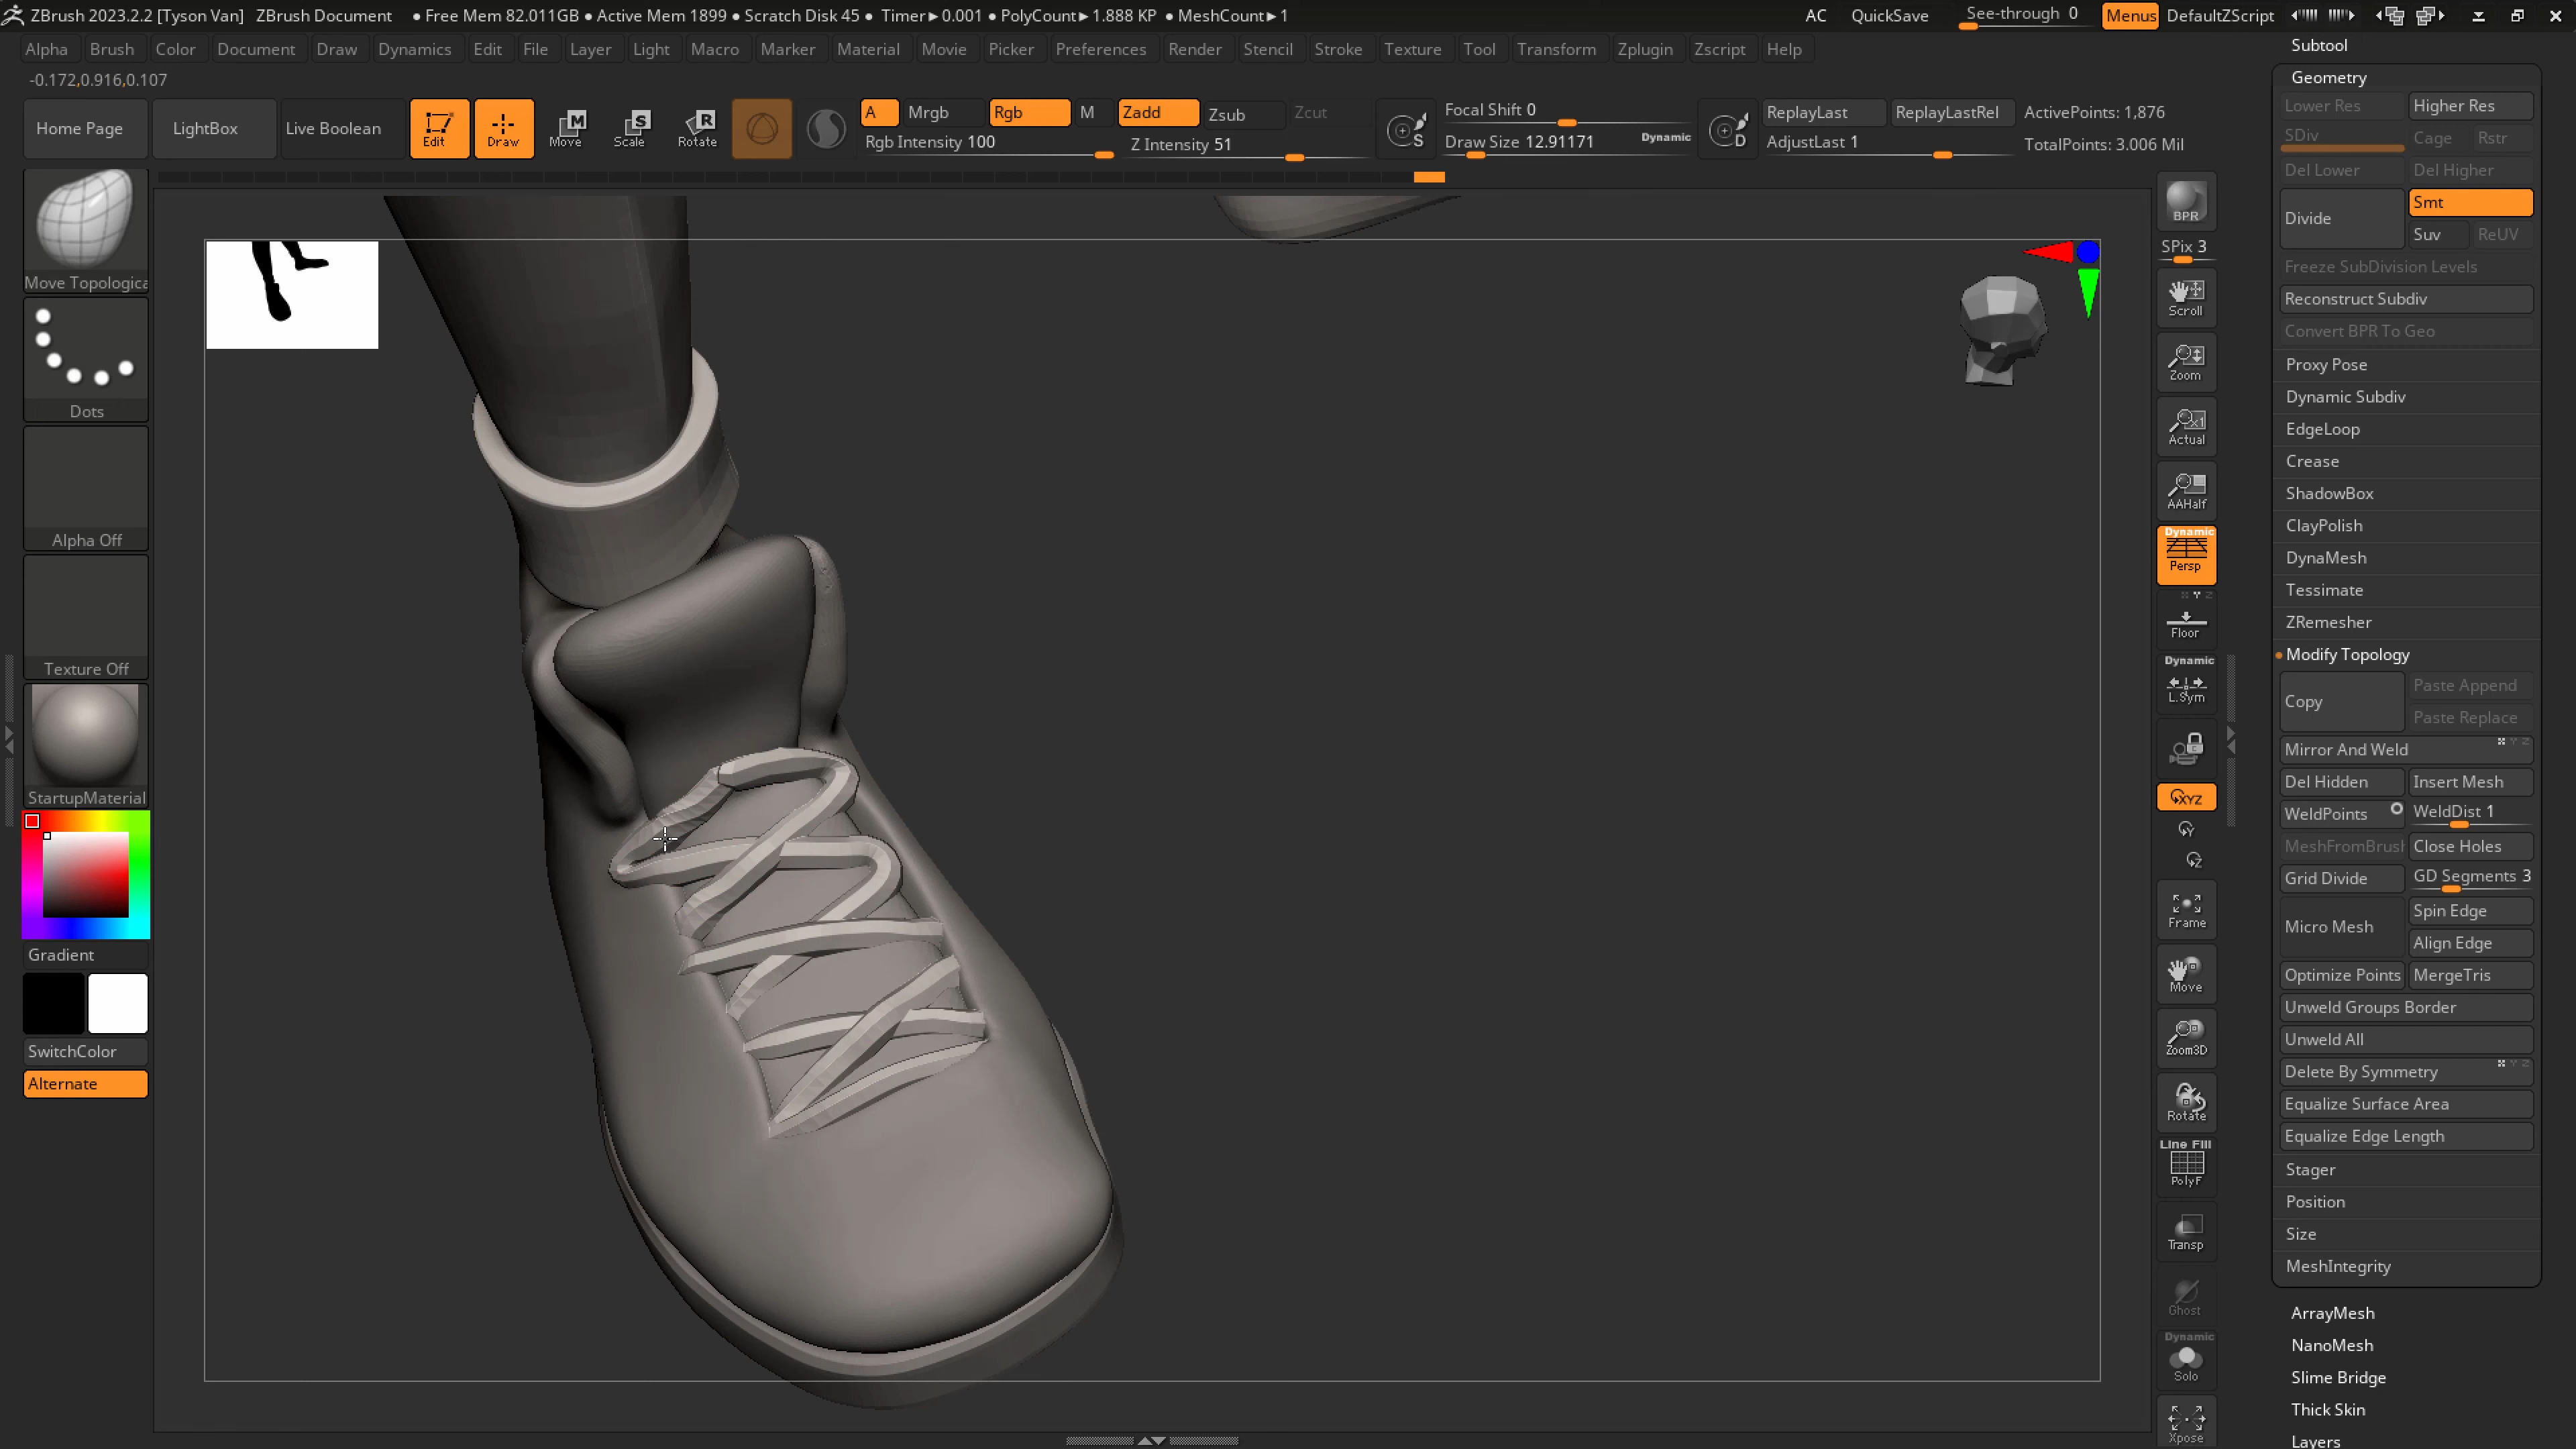 ZBrush 2023.2.2 [Tyson Van] ZBrush Document • Free Mem 82.011GB • Active Mem 1899 • Scratch Disk 45 • Timer►0.001 • PolyCount►1.888 KP • MeshCount►1 AC QuickSave See-through 0 Menus DefaultZScript
Alpha Brush Color Document Draw Dynamics Edit File Layer Light Macro Marker Material Movie Picker Preferences Render Stencil Stroke Texture Tool Transform Zplugin Zscript Help
-0.172,0.916,0.107
Home Page LightBox Live Boolean Edit Draw Move Scale Rotate
A Mrgb Rgb M Zadd Zsub Zcut Focal Shift 0 ReplayLast ReplayLastRel ActivePoints: 1,876
Rgb Intensity 100 Z Intensity 51 Draw Size 12.91171 Dynamic AdjustLast 1 TotalPoints: 3.006 Mil
M S R S D
Move Topologica
Dots
Alpha Off
Texture Off
StartupMaterial
Gradient
SwitchColor
Alternate
BPR
SPix 3
Scroll
Zoom
Actual
AAHalf
Dynamic
Persp
Floor
Dynamic
L.Sym
XYZ
Y
Z
Frame
Move
Zoom3D
Rotate
Line Fill
PolyF
Transp
Ghost
Dynamic
Solo
Xpose
Subtool
Geometry
Lower Res Higher Res
SDiv Cage Rstr
Del Lower Del Higher
Divide Smt
Suv ReUV
Freeze SubDivision Levels
Reconstruct Subdiv
Convert BPR To Geo
Proxy Pose
Dynamic Subdiv
EdgeLoop
Crease
ShadowBox
ClayPolish
DynaMesh
Tessimate
ZRemesher
Modify Topology
Copy Paste Append
Paste Replace
Mirror And Weld
Del Hidden Insert Mesh
WeldPoints WeldDist 1
MeshFromBrush Close Holes
Grid Divide GD Segments 3
Micro Mesh Spin Edge
Align Edge
Optimize Points MergeTris
Unweld Groups Border
Unweld All
Delete By Symmetry
Equalize Surface Area
Equalize Edge Length
Stager
Position
Size
MeshIntegrity
ArrayMesh
NanoMesh
Slime Bridge
Thick Skin
Layers